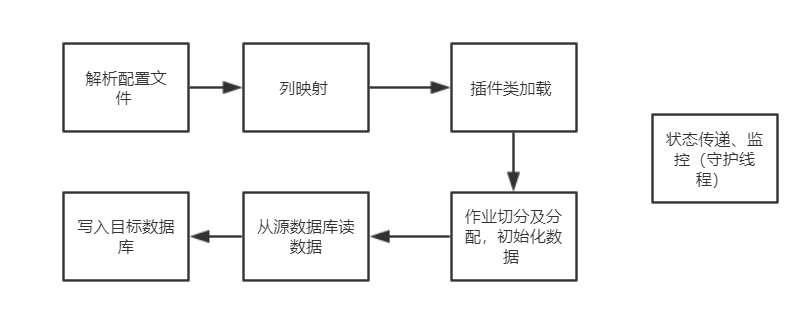 解析配置文
件
列映射
插件类加载
状态传递、监
控（守护线
程）
写入目标数据
库
从源数据库读
数据
作业切分及分
配，初始化数
据